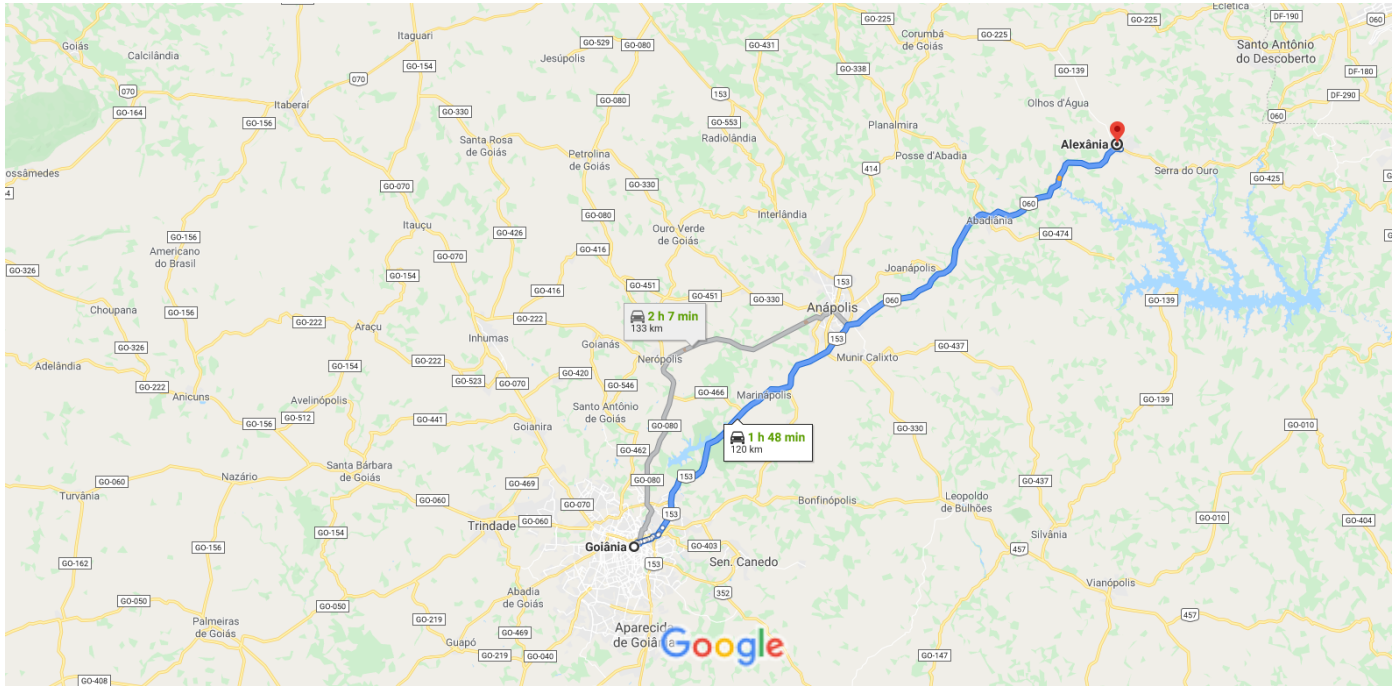 Goiás
Calcilândia
Itaguari
GO-154
GO-529
GO-080
Jesúpolis
GO-431
GO-225
Corumbá
de Goiás
GO-225
GO-225
Ecletica
DF-190
060
Santo Antônio
do Descoberto
DF-180
DF-290
070
070
GO-164
Itaberaí
GO-156
GO-154
GO-330
GO-080
153
GO-553
Radiolândia
GO-338
GO-139
Olhos d'Água
Planalmira
060
Santa Rosa
de Goiás
Petrolina
de Goiás
Posse d'Abadia
Alexânia
Serra do Ouro
GO-425
ossâmedes
GO-070
GO-330
414
GO-080
Interlândia
060
Abadiânia
GO-474
Itauçu
GO-426
Ouro Verde
de Goiás
GO-156
GO-070
GO-416
Americano
do Brasil
GO-326
Joanápolis
153
GO-416
GO-451
GO-451
GO-330
060
GO-139
Choupana
GO-156
GO-222
Araçu
2 h 7 min
133 km
Anápolis
GO-222
Inhumas
Goianás
153
GO-437
GO-326
Adelândia
GO-222
Nerópolis
Munir Calixto
GO-154
GO-523
GO-070
GO-420
GO-546
GO-222
Anicuns
GO-156
Avelinópolis
GO-466
Marinápolis
GO-139
GO-512
GO-441
Santo Antônio
de Goiás
Goianira
GO-080
GO-330
GO-010
1 h 48 min
120 km
GO-462
Santa Bárbara
de Goiás
Nazário
GO-060
GO-060
GO-469
GO-080
153
GO-437
Turvânia
GO-060
GO-070
Bonfinópolis
Leopoldo
de Bulhões
GO-010
GO-404
Trindade
GO-060
153
GO-154
Silvânia
Goiânia
GO-403
GO-156
457
GO-162
153
Sen. Canedo
Vianópolis
Abadia
de Goiás
352
GO-050
GO-050
457
Palmeiras
de Goiás
GO-219
GO-469
Aparecida
de Goiânia
Guapó
Google
GO-219
GO-040
GO-147
GO-408